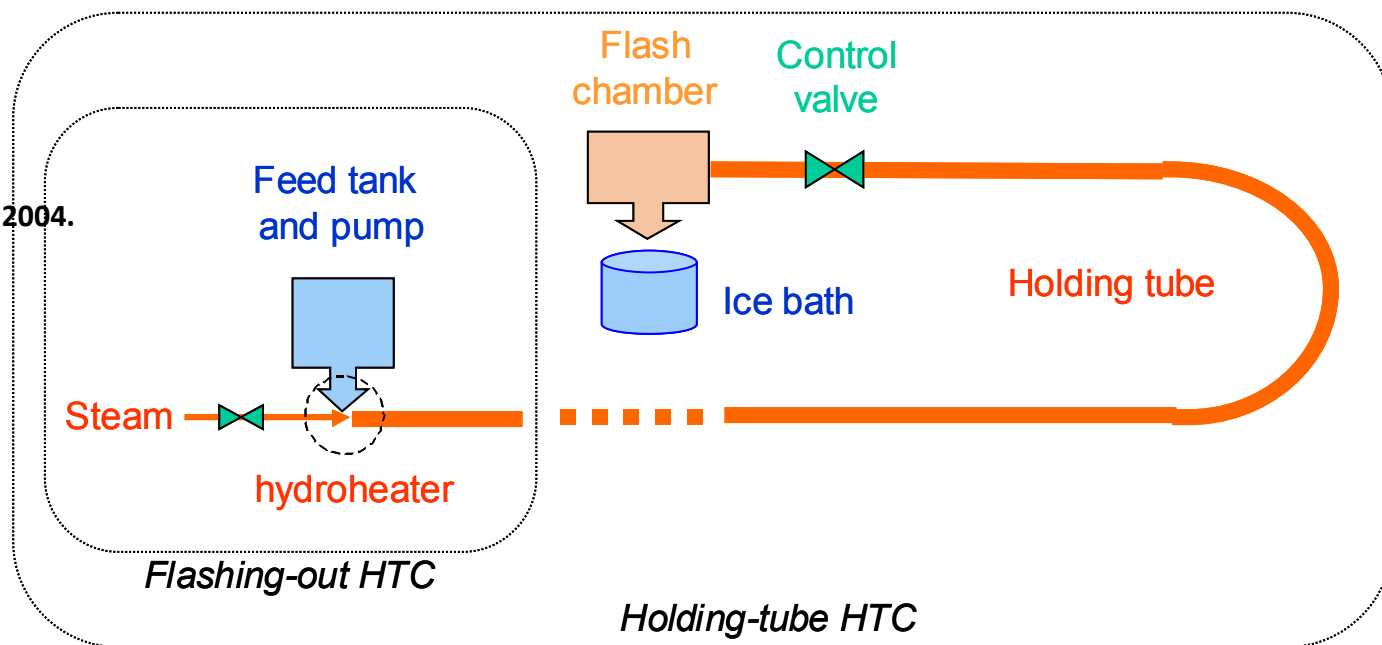 Flash
chamber
Control
valve
Feed tank
and pump
2004.
Holding tube
Ice bath
Steam
hydroheater
Flashing-out HTC
Holding-tube HTC